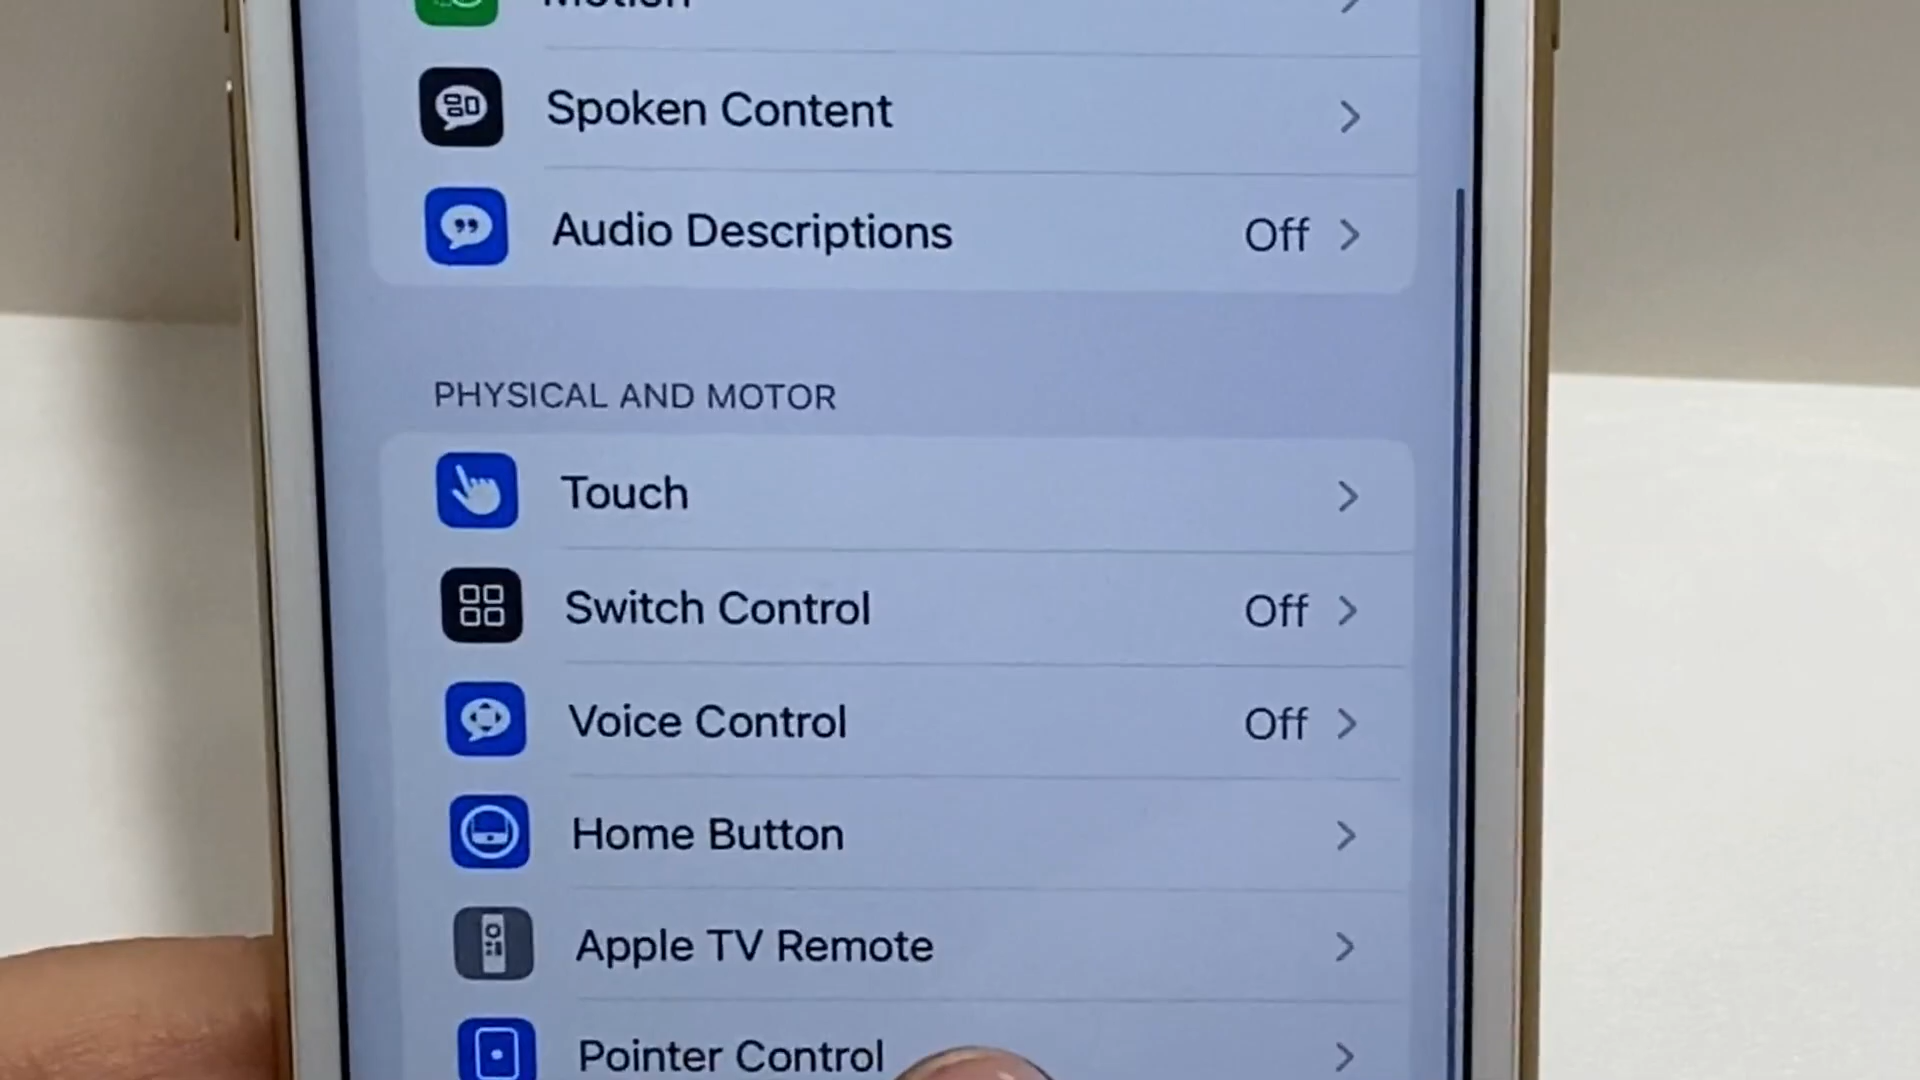 Motion
Spoken Content
Audio Descriptions Off
PHYSICAL AND MOTOR
Touch
Switch Control Off
Voice Control Off
Home Button
Apple TV Remote
Pointer Control